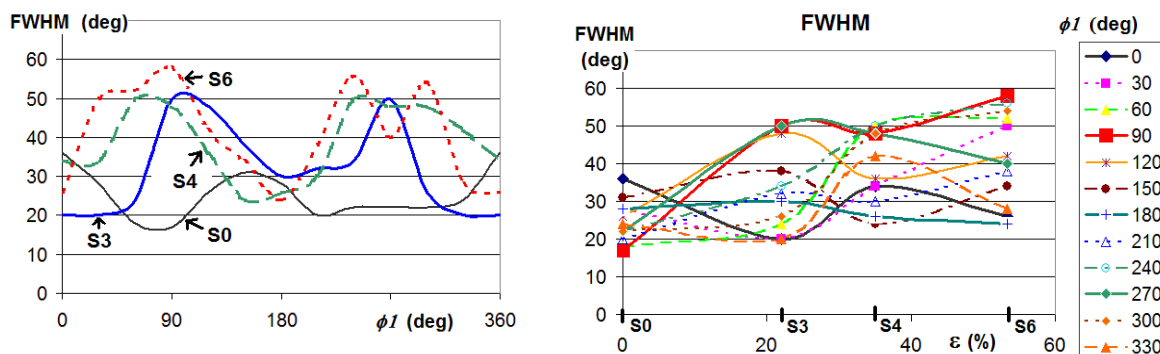 FWHM (deg)
60
50
40
30
20
10
0
S6
S4
S3
S0
0 90 180 ϕ1 (deg) 360
FWHM
FWHM
(deg)
60
50
40
30
20
10
0
S0 S3 S4 S6
0 20 40 60
ε (%)
ϕ1 (deg)
0
30
60
90
120
150
180
210
240
270
300
330